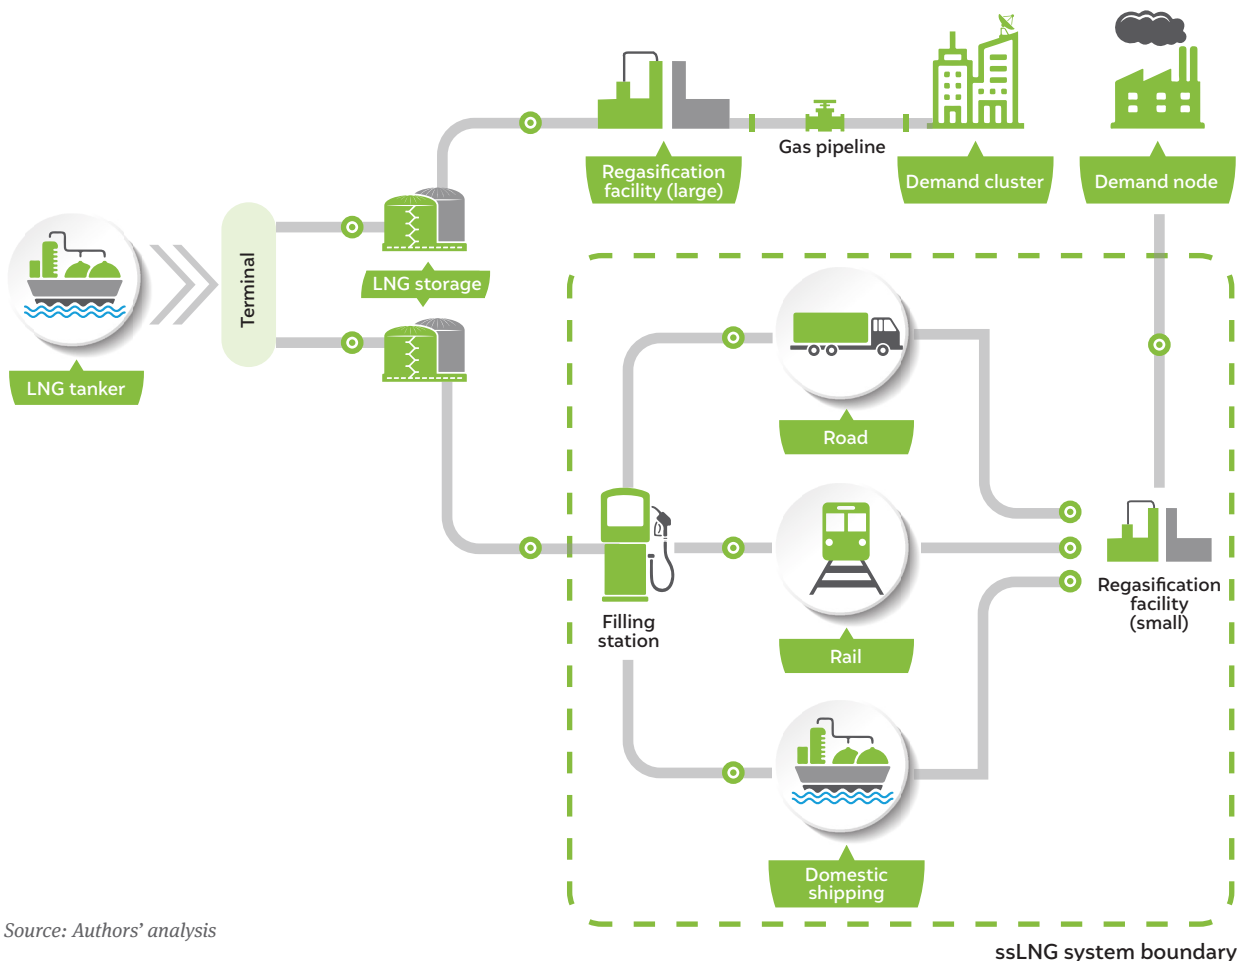 Regasification
facility (large)
Gas pipeline
Demand cluster
Demand node
LNG tanker
Terminal
LNG storage
Road
Filling
station
Rail
Regasification
facility
(small)
Domestic
shipping
Source: Authors’ analysis
ssLNG system boundary